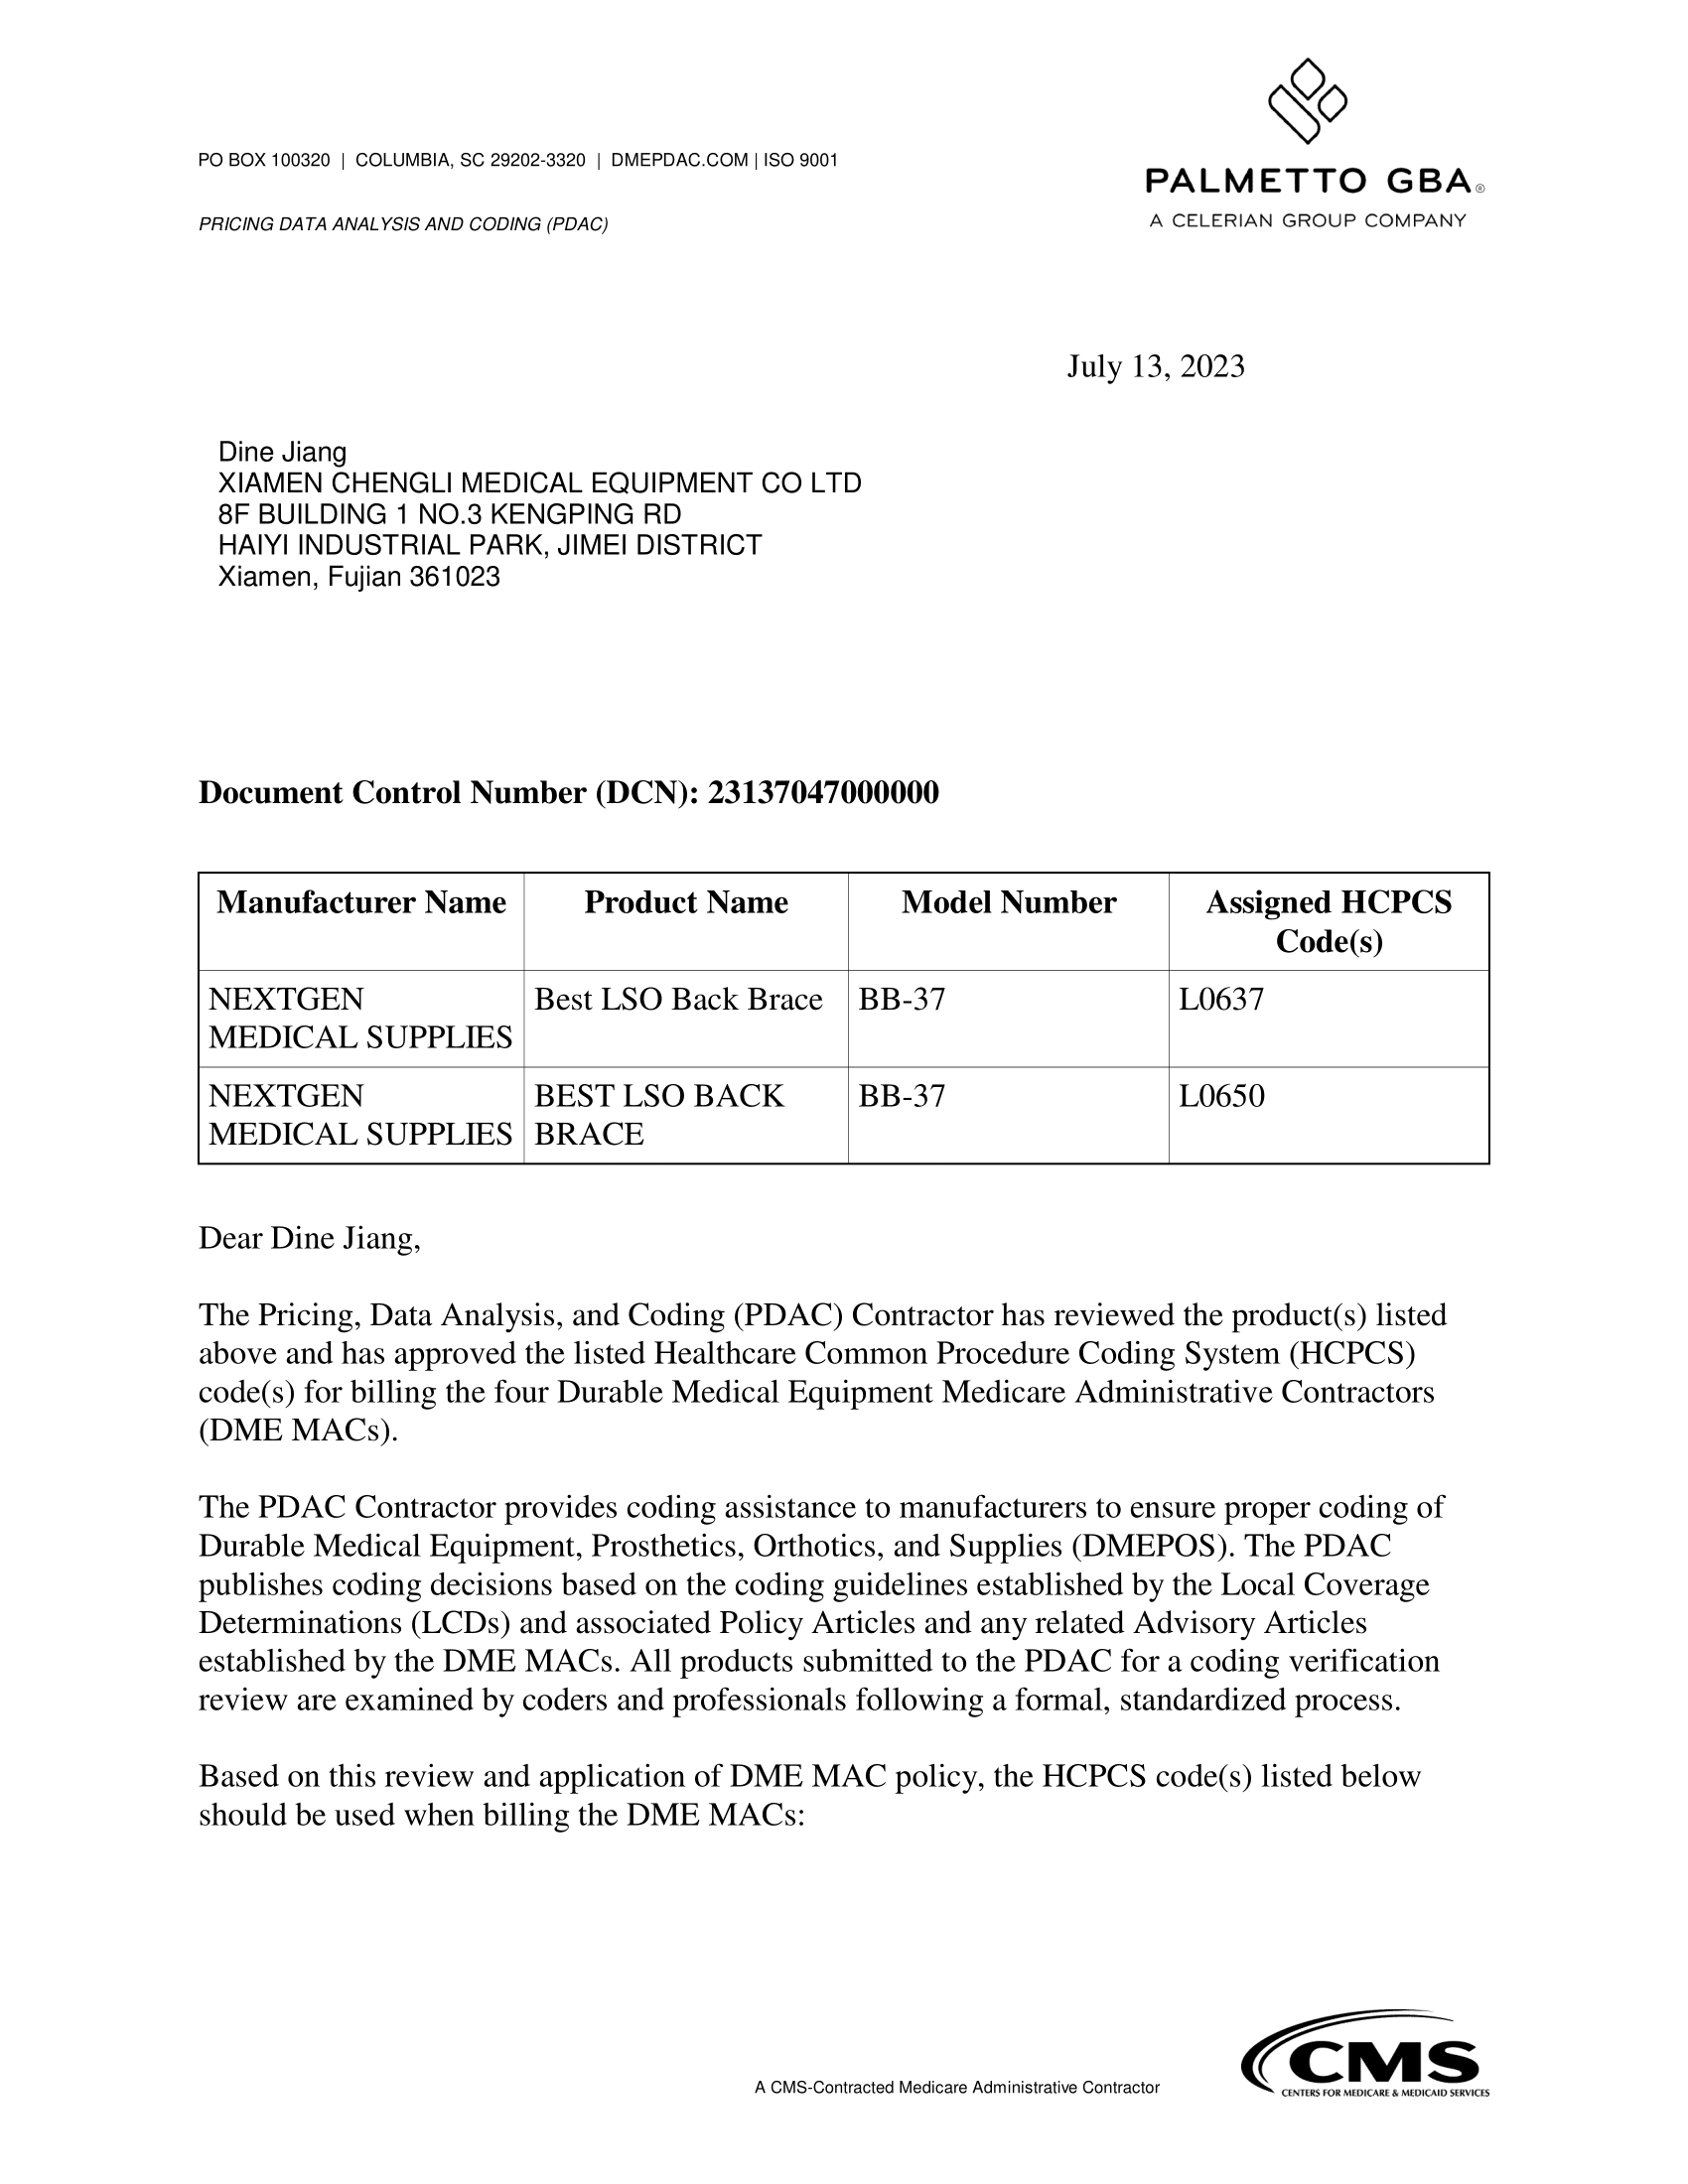 PO BOX 100320 | COLUMBIA, SC 29202-3320 | DMEPDAC.COM | ISO 9001
PRICING DATA ANALYSIS AND CODING (PDAC)
PALMETTO GBA®
A CELERIAN GROUP COMPANY
July 13, 2023
Dine Jiang
XIAMEN CHENGLI MEDICAL EQUIPMENT CO LTD
8F BUILDING 1 NO.3 KENGPING RD
HAIYI INDUSTRIAL PARK, JIMEI DISTRICT
Xiamen, Fujian 361023
Document Control Number (DCN): 23137047000000
Manufacturer Name Product Name Model Number Assigned HCPCS
Code(s)
NEXTGEN Best LSO Back Brace BB-37 L0637
MEDICAL SUPPLIES
NEXTGEN BEST LSO BACK BB-37 L0650
MEDICAL SUPPLIES BRACE
Dear Dine Jiang,
The Pricing, Data Analysis, and Coding (PDAC) Contractor has reviewed the product(s) listed
above and has approved the listed Healthcare Common Procedure Coding System (HCPCS)
code(s) for billing the four Durable Medical Equipment Medicare Administrative Contractors
(DME MACs).
The PDAC Contractor provides coding assistance to manufacturers to ensure proper coding of
Durable Medical Equipment, Prosthetics, Orthotics, and Supplies (DMEPOS). The PDAC
publishes coding decisions based on the coding guidelines established by the Local Coverage
Determinations (LCDs) and associated Policy Articles and any related Advisory Articles
established by the DME MACs. All products submitted to the PDAC for a coding verification
review are examined by coders and professionals following a formal, standardized process.
Based on this review and application of DME MAC policy, the HCPCS code(s) listed below
should be used when billing the DME MACs:
A CMS-Contracted Medicare Administrative Contractor
CMS
CENTERS FOR MEDICARE & MEDICAID SERVICES